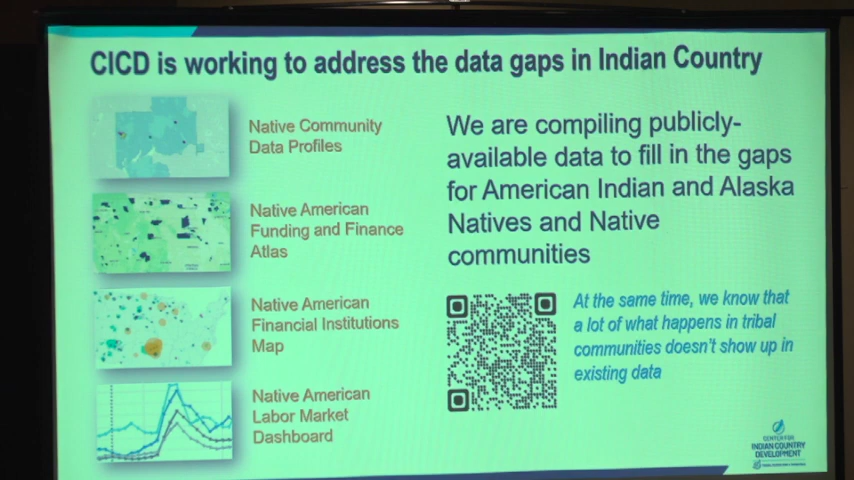 CICD is working to address the data gaps in Indian Country
Native Community
Data Profiles
Native American
Funding and Finance
Atlas
Native American
Financial Institutions
Map
Native American
Labor Market
Dashboard
We are compiling publicly-
available data to fill in the gaps
for American Indian and Alaska
Natives and Native
communities
At the same time, we know that
a lot of what happens in tribal
communities doesn't show up in
existing data
CENTER FOR
INDIAN COUNTRY
DEVELOPMENT